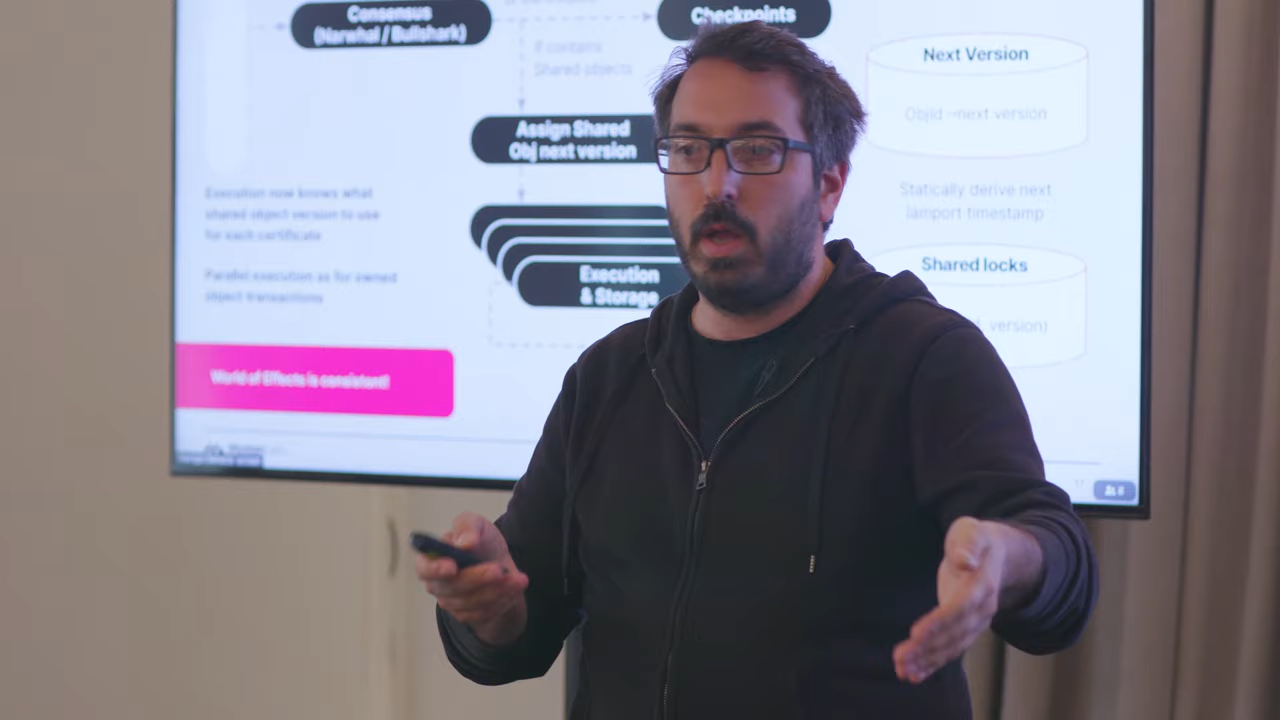 Consensus
(Narwhal / Bullshark)
Checkpoints
If contains
Shared objects
Next Version
ObjId→next version
Assign Shared
Obj next version
Statically derive next
lamport timestamp
Execution now knows what
shared object version to use
for each certificate
Parallel execution as for owned
object transactions
Execution
& Storage
Shared locks
version)
World of Effects is consistent!
17